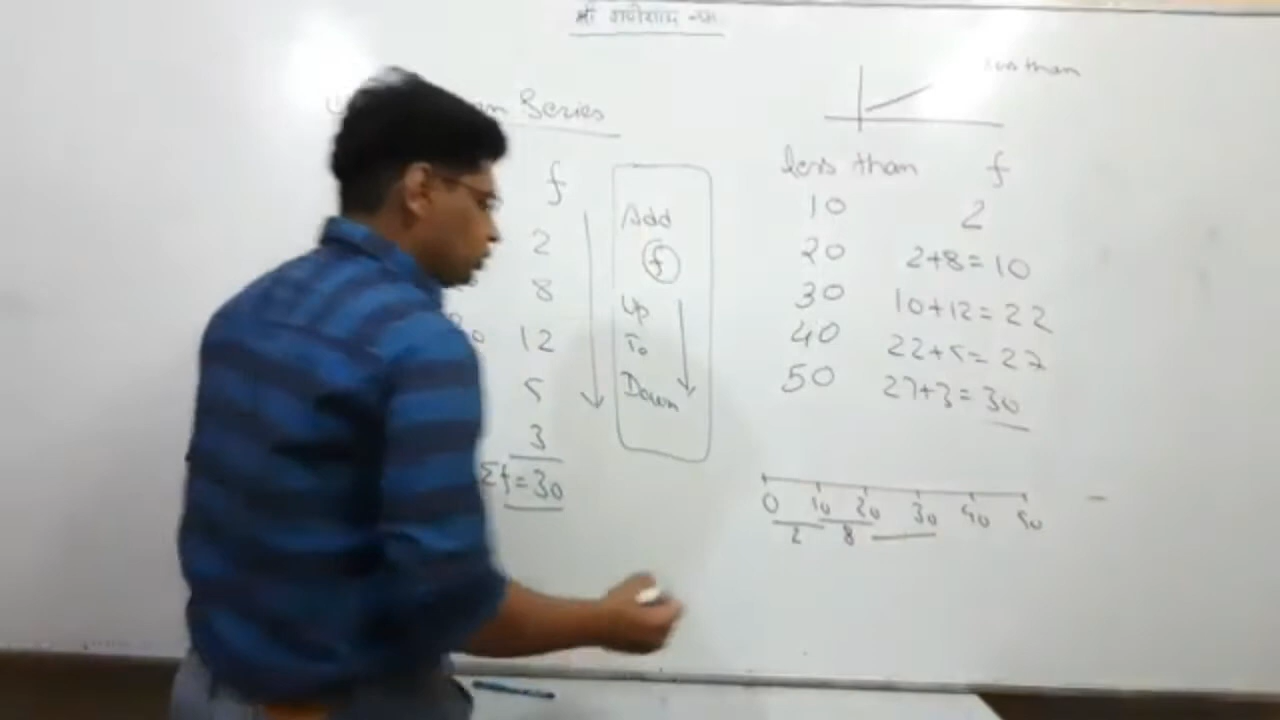 less than
Series
f
2
8
12
5
3
Σf = 30
Add
f
Up
To
Down
less than f
10 2
20 2+8=10
30 10+12=22
40 22+5=27
50 27+3=30
0 10 20 30 40 50
2 8